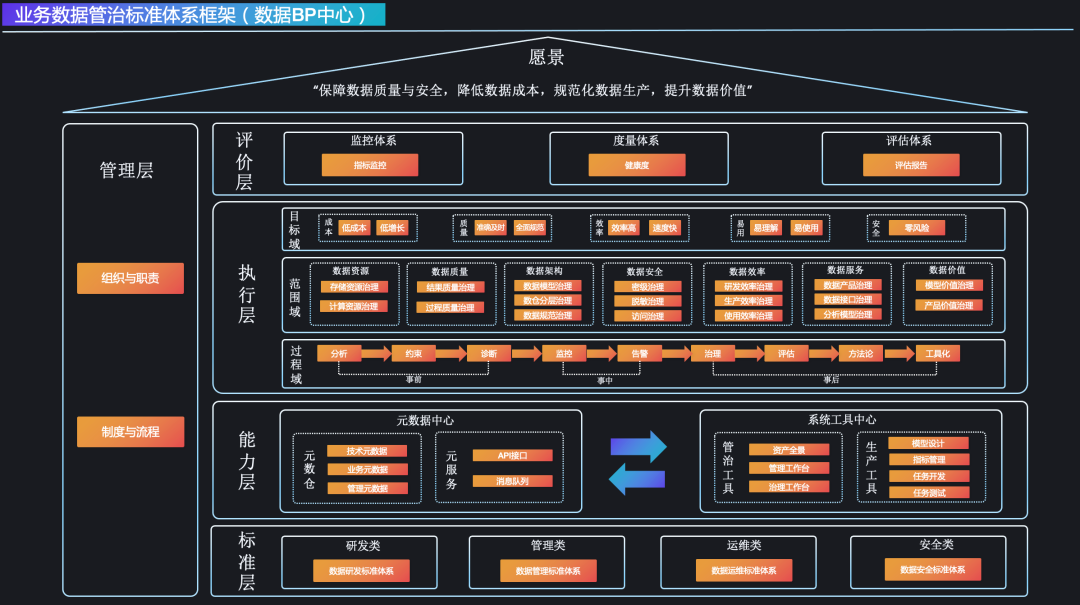 业务数据管治标准体系框架（数据BP中心）
愿景
“保障数据质量与安全，降低数据成本，规范化数据生产，提升数据价值”
管理层
组织与职责
制度与流程
评价层
监控体系
指标监控
度量体系
健康度
评估体系
评估报告
执行层
目标域
成本
低成本
低增长
质量
准确及时
全面规范
效率
效率高
速度快
易用
易理解
易使用
安全
零风险
范围域
数据资源
存储资源治理
计算资源治理
数据质量
结果质量治理
过程质量治理
数据架构
数据模型治理
数仓分层治理
数据规范治理
数据安全
密级治理
脱敏治理
访问治理
数据效率
研发效率治理
生产效率治理
使用效率治理
数据服务
数据产品治理
数据接口治理
分析模型治理
数据价值
模型价值治理
产品价值治理
过程域
分析
约束
诊断
监控
告警
治理
评估
方法论
工具化
事前
事中
事后
能力层
元数据中心
元数仓
技术元数据
业务元数据
管理元数据
元服务
API接口
消息队列
系统工具中心
管治工具
资产全景
管理工作台
治理工作台
生产工具
模型设计
指标管理
任务开发
任务测试
标准层
研发类
数据研发标准体系
管理类
数据管理标准体系
运维类
数据运维标准体系
安全类
数据安全标准体系